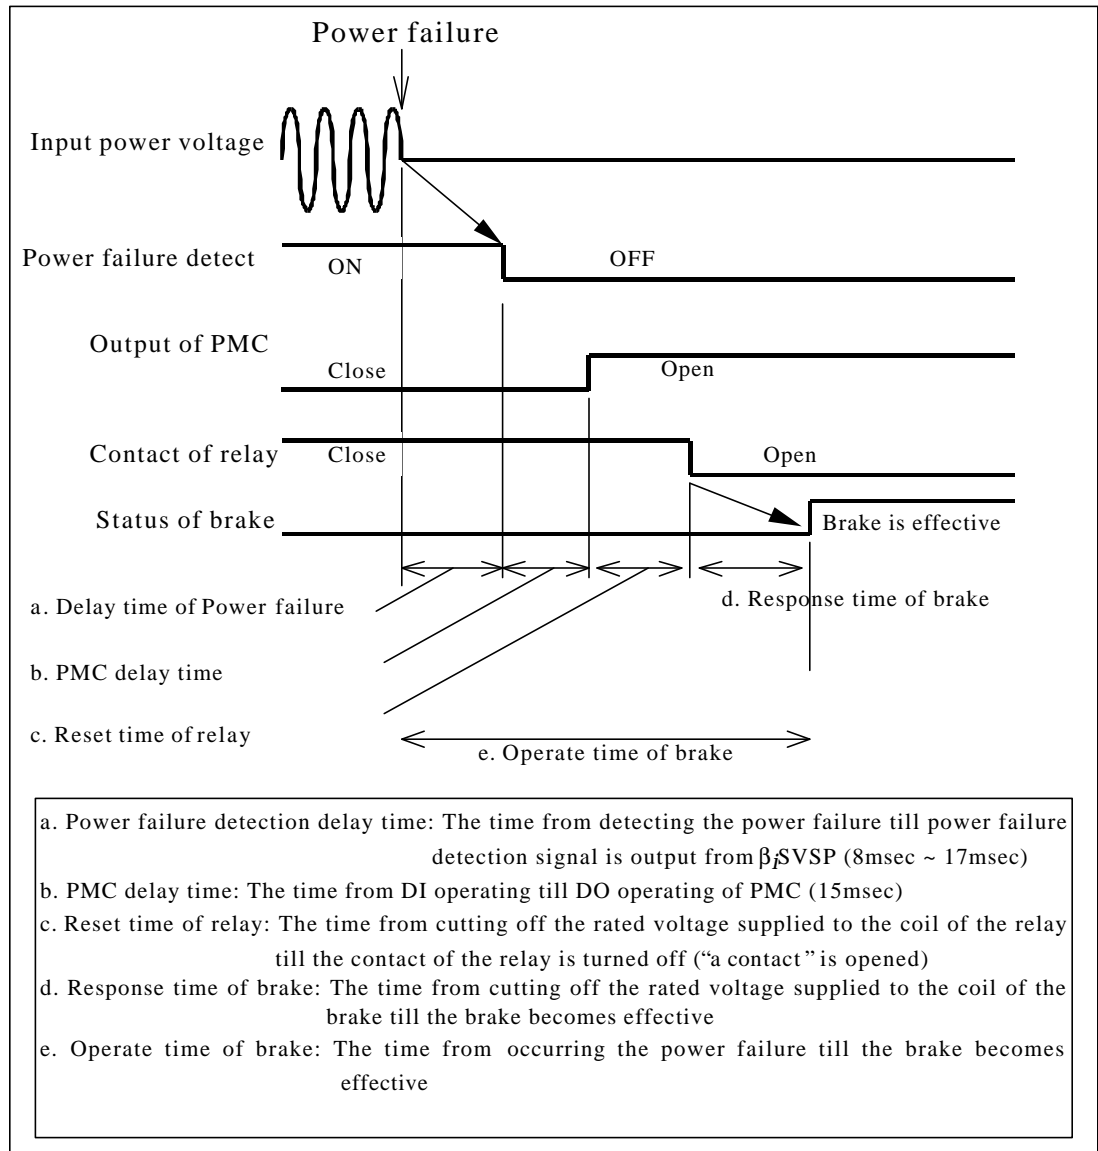 Power failure
Input power voltage
Power failure detect
ON
OFF
Output of PMC
Close
Open
Contact of relay
Close
Open
Status of brake
Brake is effective
a. Delay time of Power failure
d. Response time of brake
b. PMC delay time
c. Reset time of relay
e. Operate time of brake
a. Power failure detection delay time: The time from detecting the power failure till power failure
detection signal is output from βiSVSP (8msec ~ 17msec)
b. PMC delay time: The time from DI operating till DO operating of PMC (15msec)
c. Reset time of relay: The time from cutting off the rated voltage supplied to the coil of the relay
till the contact of the relay is turned off (“a contact” is opened)
d. Response time of brake: The time from cutting off the rated voltage supplied to the coil of the
brake till the brake becomes effective
e. Operate time of brake: The time from occurring the power failure till the brake becomes
effective